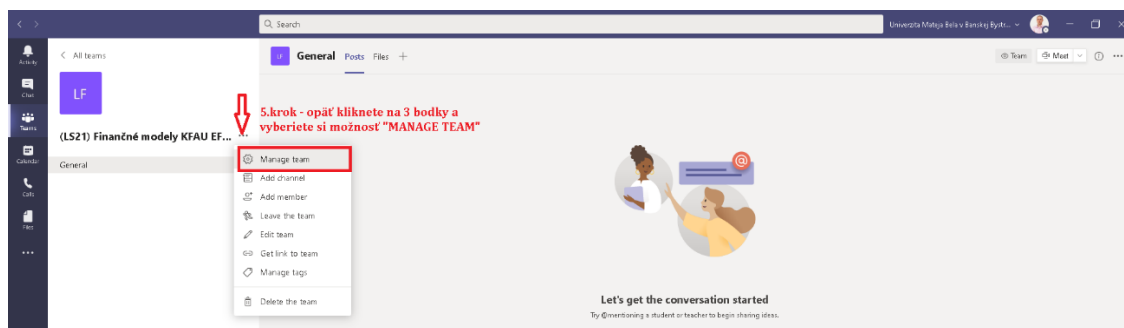 Search
Univerzita Mateja Bela v Banskej Bystr...
Activity
Chat
Teams
Calendar
Calls
Files
All teams
LF
(LS21) Finančné modely KFAU EF... ...
General
LF General Posts Files +
Team Meet
5.krok - opäť kliknete na 3 bodky a
vyberiete si možnosť "MANAGE TEAM"
Manage team
Add channel
Add member
Leave the team
Edit team
Get link to team
Manage tags
Delete the team
Let's get the conversation started
Try @mentioning a student or teacher to begin sharing ideas.